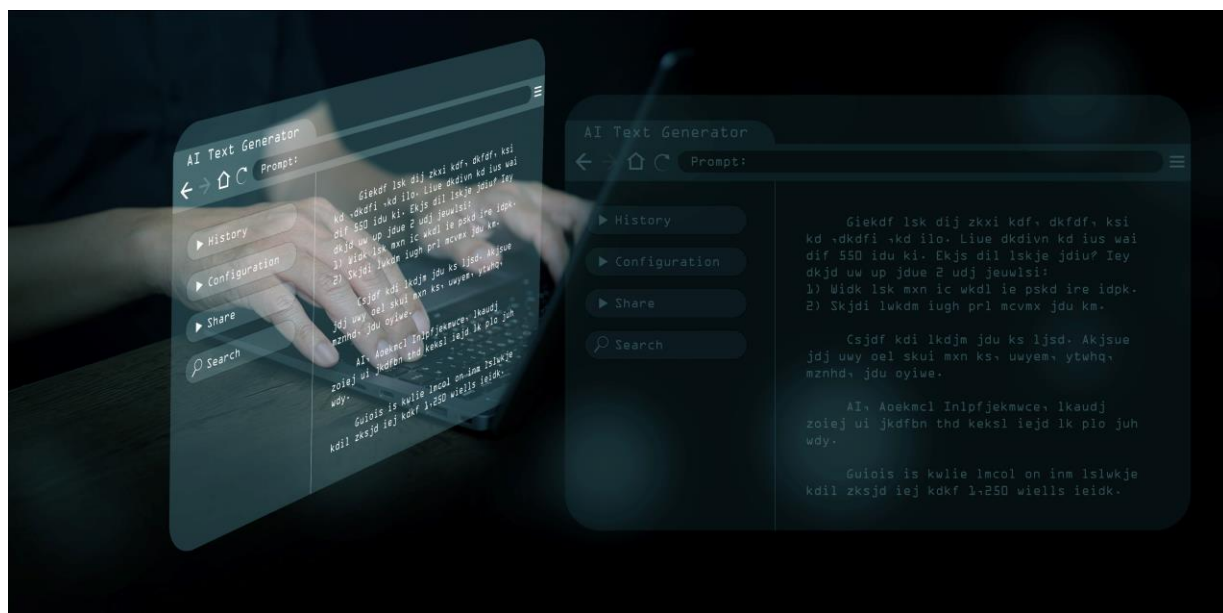 AI Text Generator
Prompt:
History
Configuration
Share
Search
Giekdf lsk dij zkxi kdf, dkfdf, ksi
kd ,dkdfi ,kd ilo. Liue dkdivn kd ius wai
dif 550 idu ki. Ekjs dil lskje jdiu? Iey
dkjd uw up jdue 2 udj jeuwlsi:
1) Widk lsk mxn ic wkdl ie pskd ire idpk.
2) Skjdi lwkdm iugh prl mcvmx jdu km.
Csjdf kdi lkdjm jdu ks ljsd. Akjsue
jdj uwy oel skui mxn ks, uwyem, ytwhq,
mznhd, jdu oyiwe.
AI, Aoekmcl Inlpfjekmwce, lkaudj
zoiej ui jkdfbn thd keksl iejd lk plo juh
wdy.
Guiois is kwlie lmcol on inm lslwkje
kdil zksjd iej kdkf 1,250 wiells ieidk.
AI Text Generator
Prompt:
History
Configuration
Share
Search
Giekdf lsk dij zkxi kdf, dkfdf, ksi
kd ,dkdfi ,kd ilo. Liue dkdivn kd ius wai
dif 550 idu ki. Ekjs dil lskje jdiu? Iey
dkjd uw up jdue 2 udj jeuwlsi:
1) Widk lsk mxn ic wkdl ie pskd ire idpk.
2) Skjdi lwkdm iugh prl mcvmx jdu km.
Csjdf kdi lkdjm jdu ks ljsd. Akjsue
jdj uwy oel skui mxn ks, uwyem, ytwhq,
mznhd, jdu oyiwe.
AI, Aoekmcl Inlpfjekmwce, lkaudj
zoiej ui jkdfbn thd keksl iejd lk plo juh
wdy.
Guiois is kwlie lmcol on inm lslwkje
kdil zksjd iej kdkf 1,250 wiells ieidk.